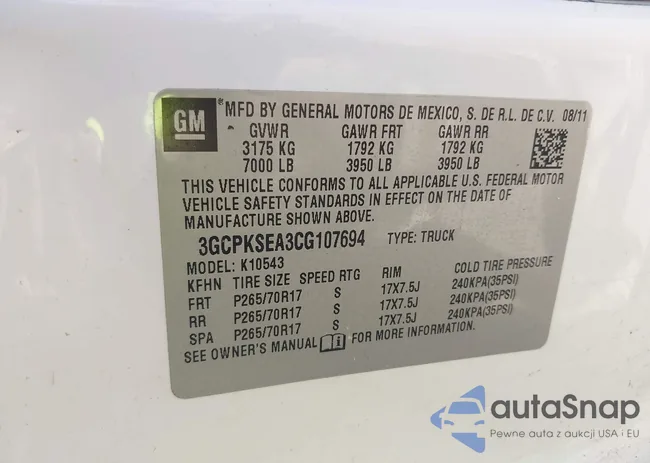 GM ® MFD BY GENERAL MOTORS DE MEXICO, S. DE R.L. DE C.V. 08/11
GVWR GAWR FRT GAWR RR
3175 KG 1792 KG 1792 KG
7000 LB 3950 LB 3950 LB
THIS VEHICLE CONFORMS TO ALL APPLICABLE U.S. FEDERAL MOTOR
VEHICLE SAFETY STANDARDS IN EFFECT ON THE DATE OF
MANUFACTURE SHOWN ABOVE.
3GCPKSEA3CG107694 TYPE: TRUCK
MODEL: K10543
KFHN TIRE SIZE SPEED RTG RIM COLD TIRE PRESSURE
FRT P265/70R17 S 17X7.5J 240KPA(35PSI)
RR P265/70R17 S 17X7.5J 240KPA(35PSI)
SPA P265/70R17 S 17X7.5J 240KPA(35PSI)
SEE OWNER'S MANUAL FOR MORE INFORMATION.
autaSnap
Pewne auta z aukcji USA i EU